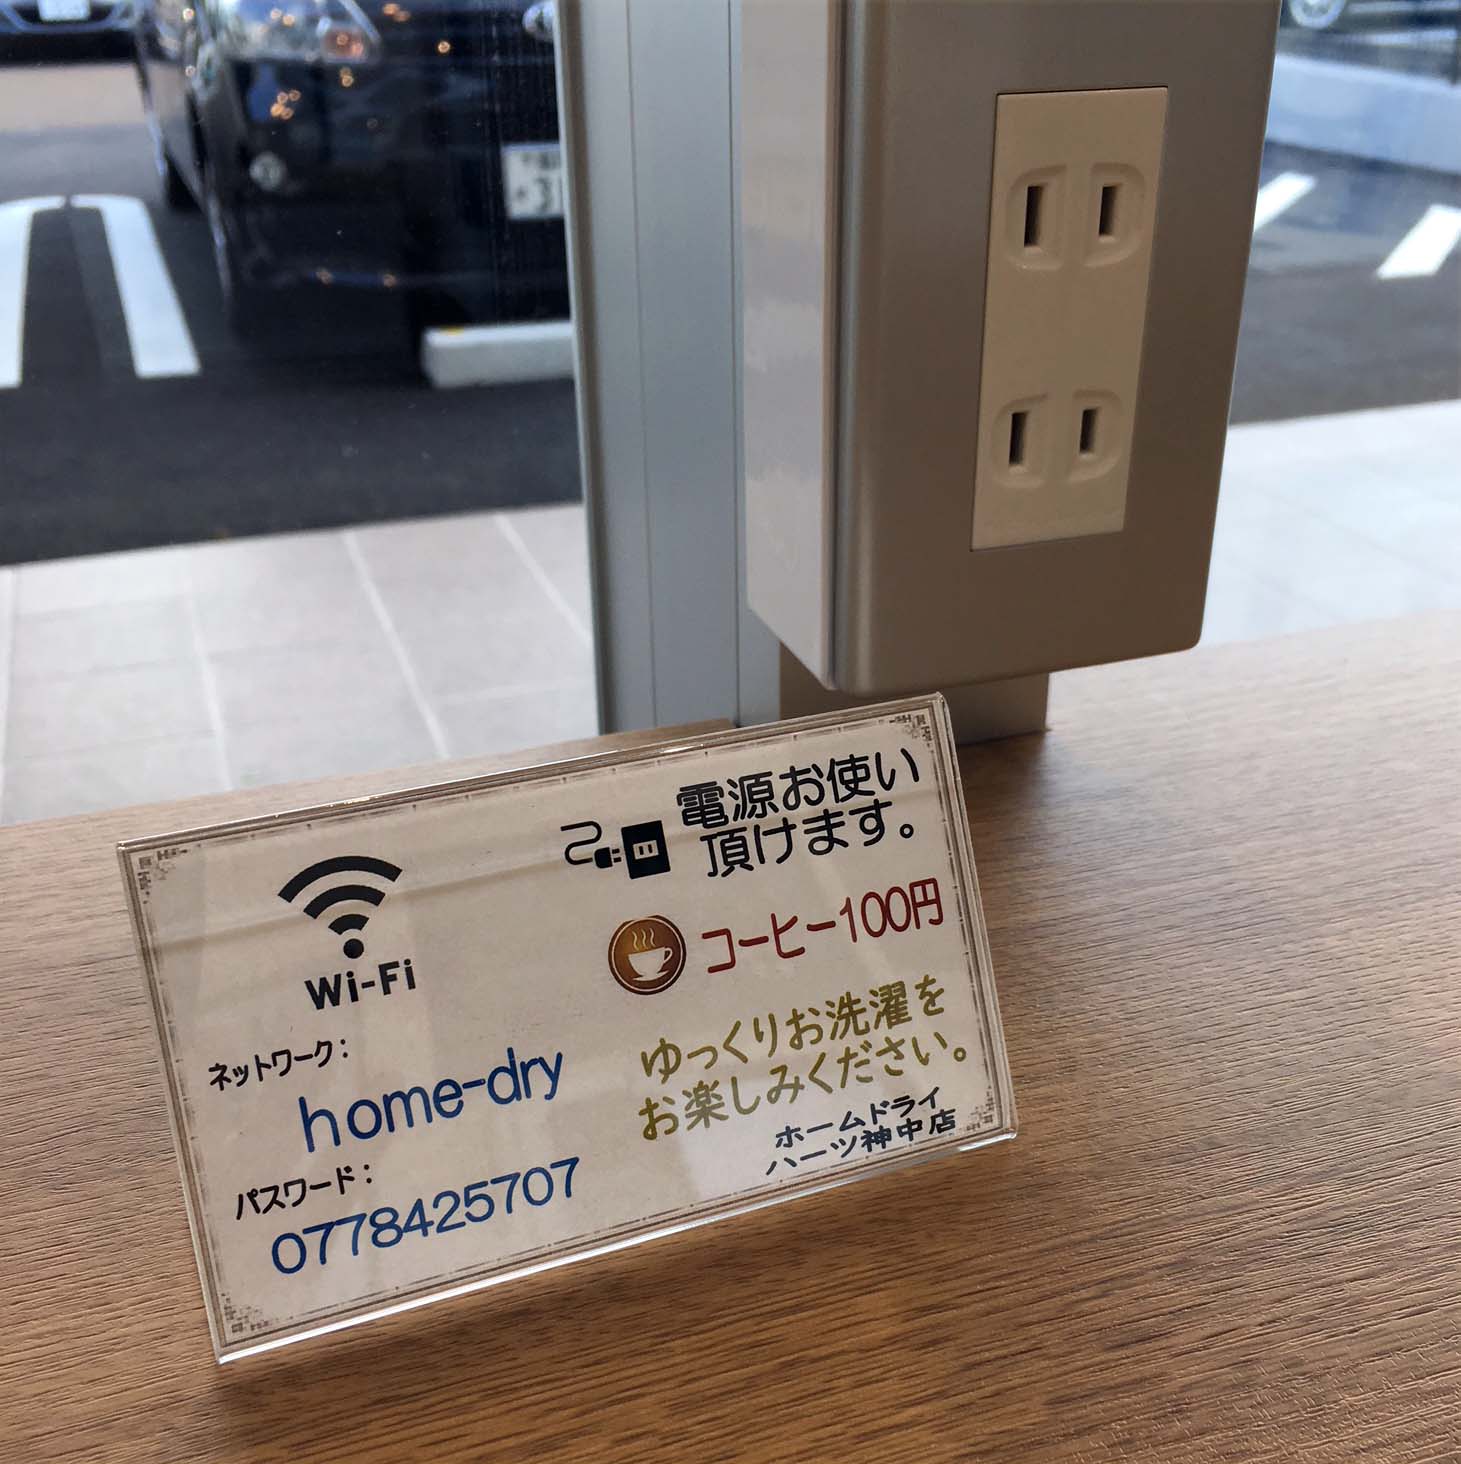 Wi-Fi
ネットワーク：
home-dry
パスワード：
0778425707
電源お使い
頂けます。
コーヒー100円
ゆっくりお洗濯を
お楽しみください。
ホームドライ
ハーツ神中店